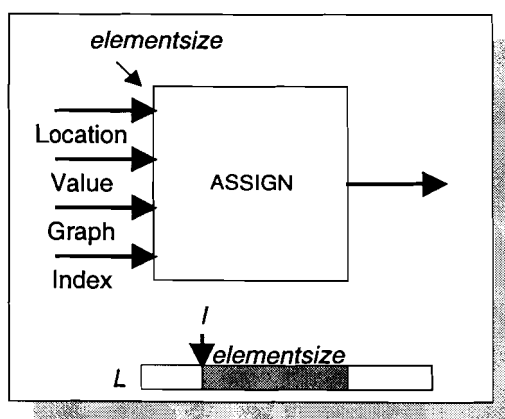 elementsize
Location
Value
ASSIGN
Graph
Index
I
elementsize
L